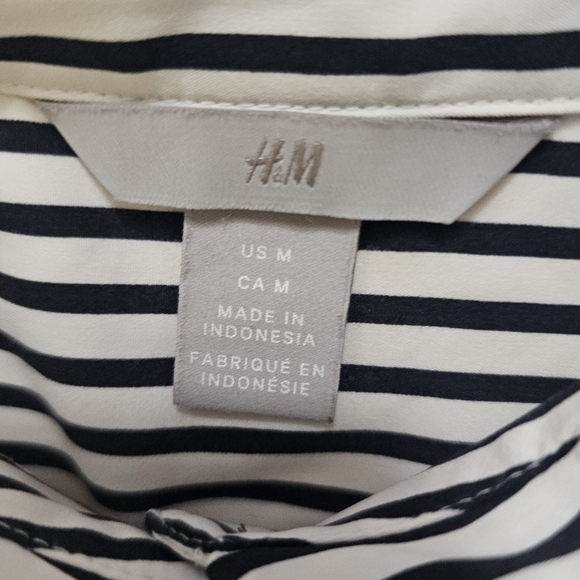 H&M
US M
CA M
MADE IN
INDONESIA
FABRIQUÉ EN
INDONÉSIE